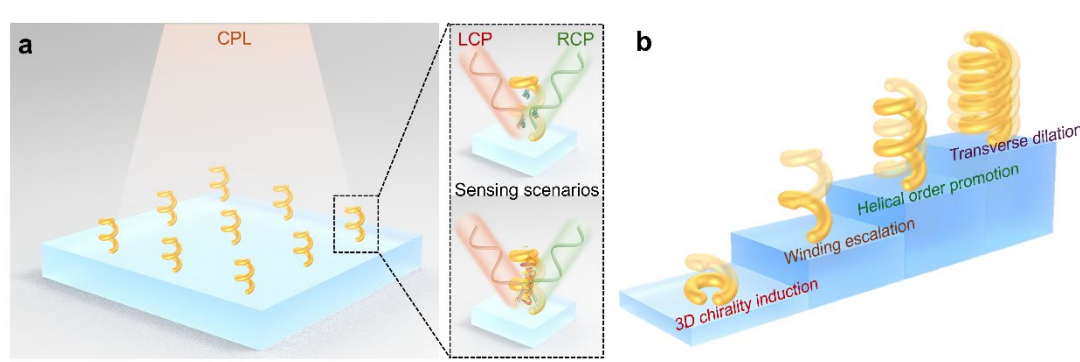 a
CPL
LCP
RCP
Sensing scenarios
b
3D chirality induction
Winding escalation
Helical order promotion
Transverse dilation